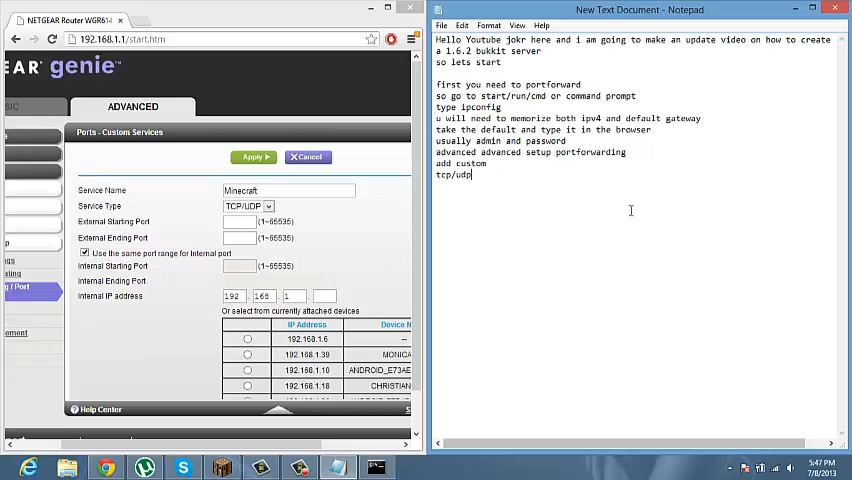 NETGEAR Router WGR614
192.168.1.1/start.htm
EAR genie
SIC
ADVANCED
Ports - Custom Services
Apply
Cancel
Service Name
Minecraft
Service Type
TCP/UDP
External Starting Port
(1~65535)
External Ending Port
(1~65535)
Use the same port range for Internal port
Internal Starting Port
(1~65535)
Internal Ending Port
Internal IP address
192 . 168 . 1 .
Or select from currently attached devices
IP Address
Device N
192.168.1.6
--
192.168.1.39
MONICA
192.168.1.10
ANDROID_E73AE
192.168.1.18
CHRISTIAN
p
ngs
ating
g / Port
ement
Help Center
S
New Text Document - Notepad
File Edit Format View Help
Hello Youtube jokr here and i am going to make an update video on how to create
a 1.6.2 bukkit server
so lets start
first you need to portforward
so go to start/run/cmd or command prompt
type ipconfig
u will need to memorize both ipv4 and default gateway
take the default and type it in the browser
usually admin and password
advanced advanced setup portforwarding
add custom
tcp/udp
5:47 PM
7/8/2013